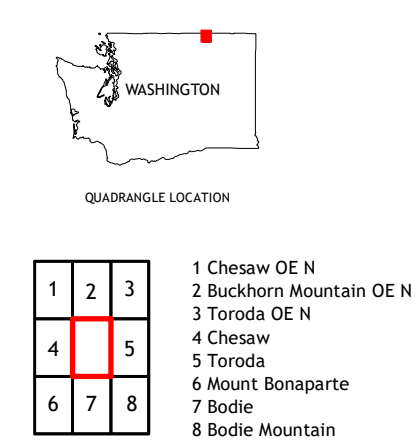 WASHINGTON
QUADRANGLE LOCATION
1 2 3
4 5
6 7 8
1 Chesaw OE N
2 Buckhorn Mountain OE N
3 Toroda OE N
4 Chesaw
5 Toroda
6 Mount Bonaparte
7 Bodie
8 Bodie Mountain